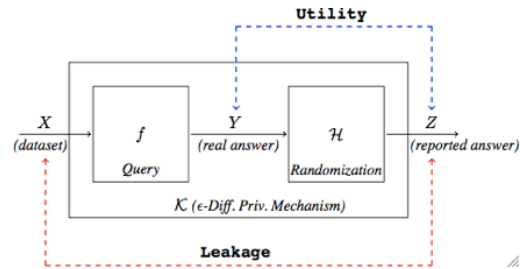 Utility
X
(dataset)
f
Query
Y
(real answer)
ℋ
Randomization
Z
(reported answer)
𝒦 (ϵ-Diff. Priv. Mechanism)
Leakage